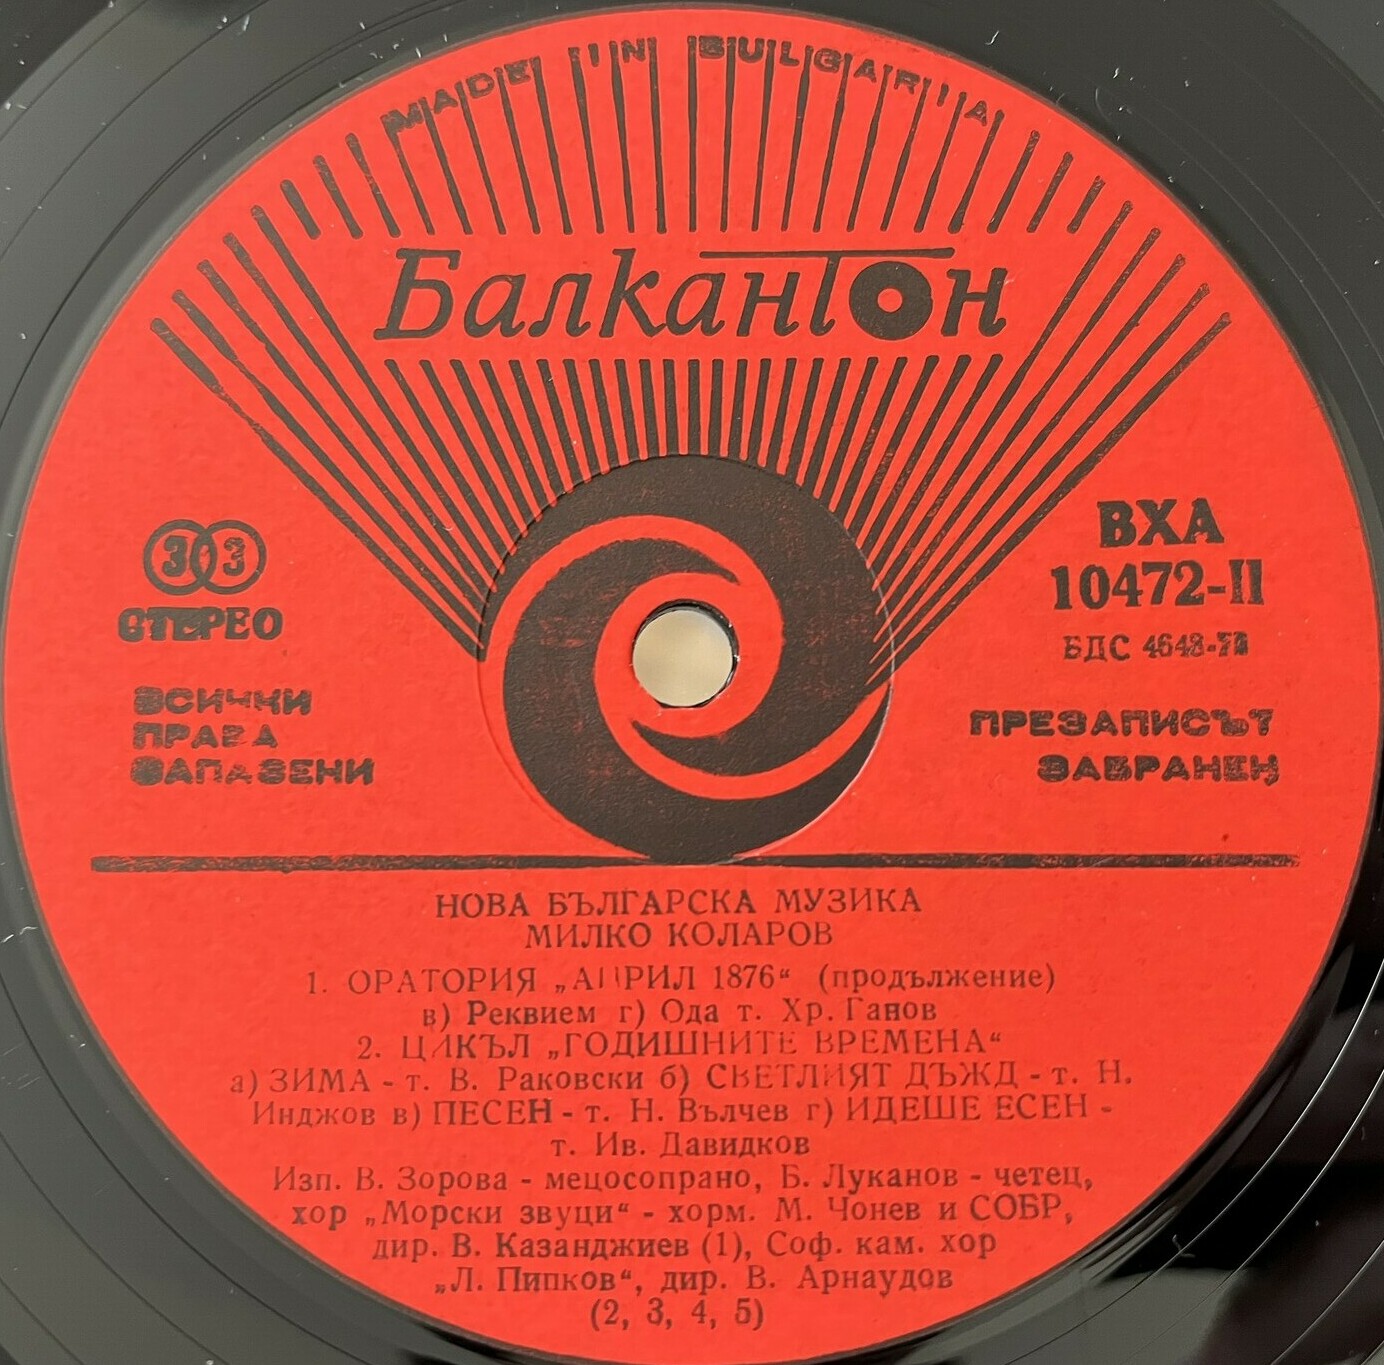 MADE IN BULGARIA
Балкантон
33
СТЕРЕО
ВСИЧКИ
ПРАВА
ЗАПАЗЕНИ
ВХА
10472-II
БДС
ПРЕЗАПИСЪТ
ЗАБРАНЕН
НОВА БЪЛГАРСКА МУЗИКА
МИЛКО КОЛАРОВ
1. ОРАТОРИЯ „АПРИЛ 1876“ (продължение)
в) Реквием г) Ода т. Хр. Ганов
2. ЦИКЪЛ „ГОДИШНИТЕ ВРЕМЕНА“
а) ЗИМА - т. В. Раковски б) СВЕТЛИЯТ ДЪЖД - т. Н.
Инджов в) ПЕСЕН - т. Н. Вълчев г) ИДЕШЕ ЕСЕН -
т. Ив. Давидков
Изп. В. Зорова - мецосопрано, Б. Луканов - четец,
хор „Морски звуци“ - хорм. М. Чонев и СОБР,
дир. В. Казанджиев (1), Соф. кам. хор
„Л. Пипков“, дир. В. Арнаудов
(2, 3, 4, 5)